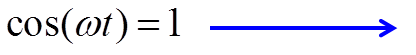 cos(ωt) = 1